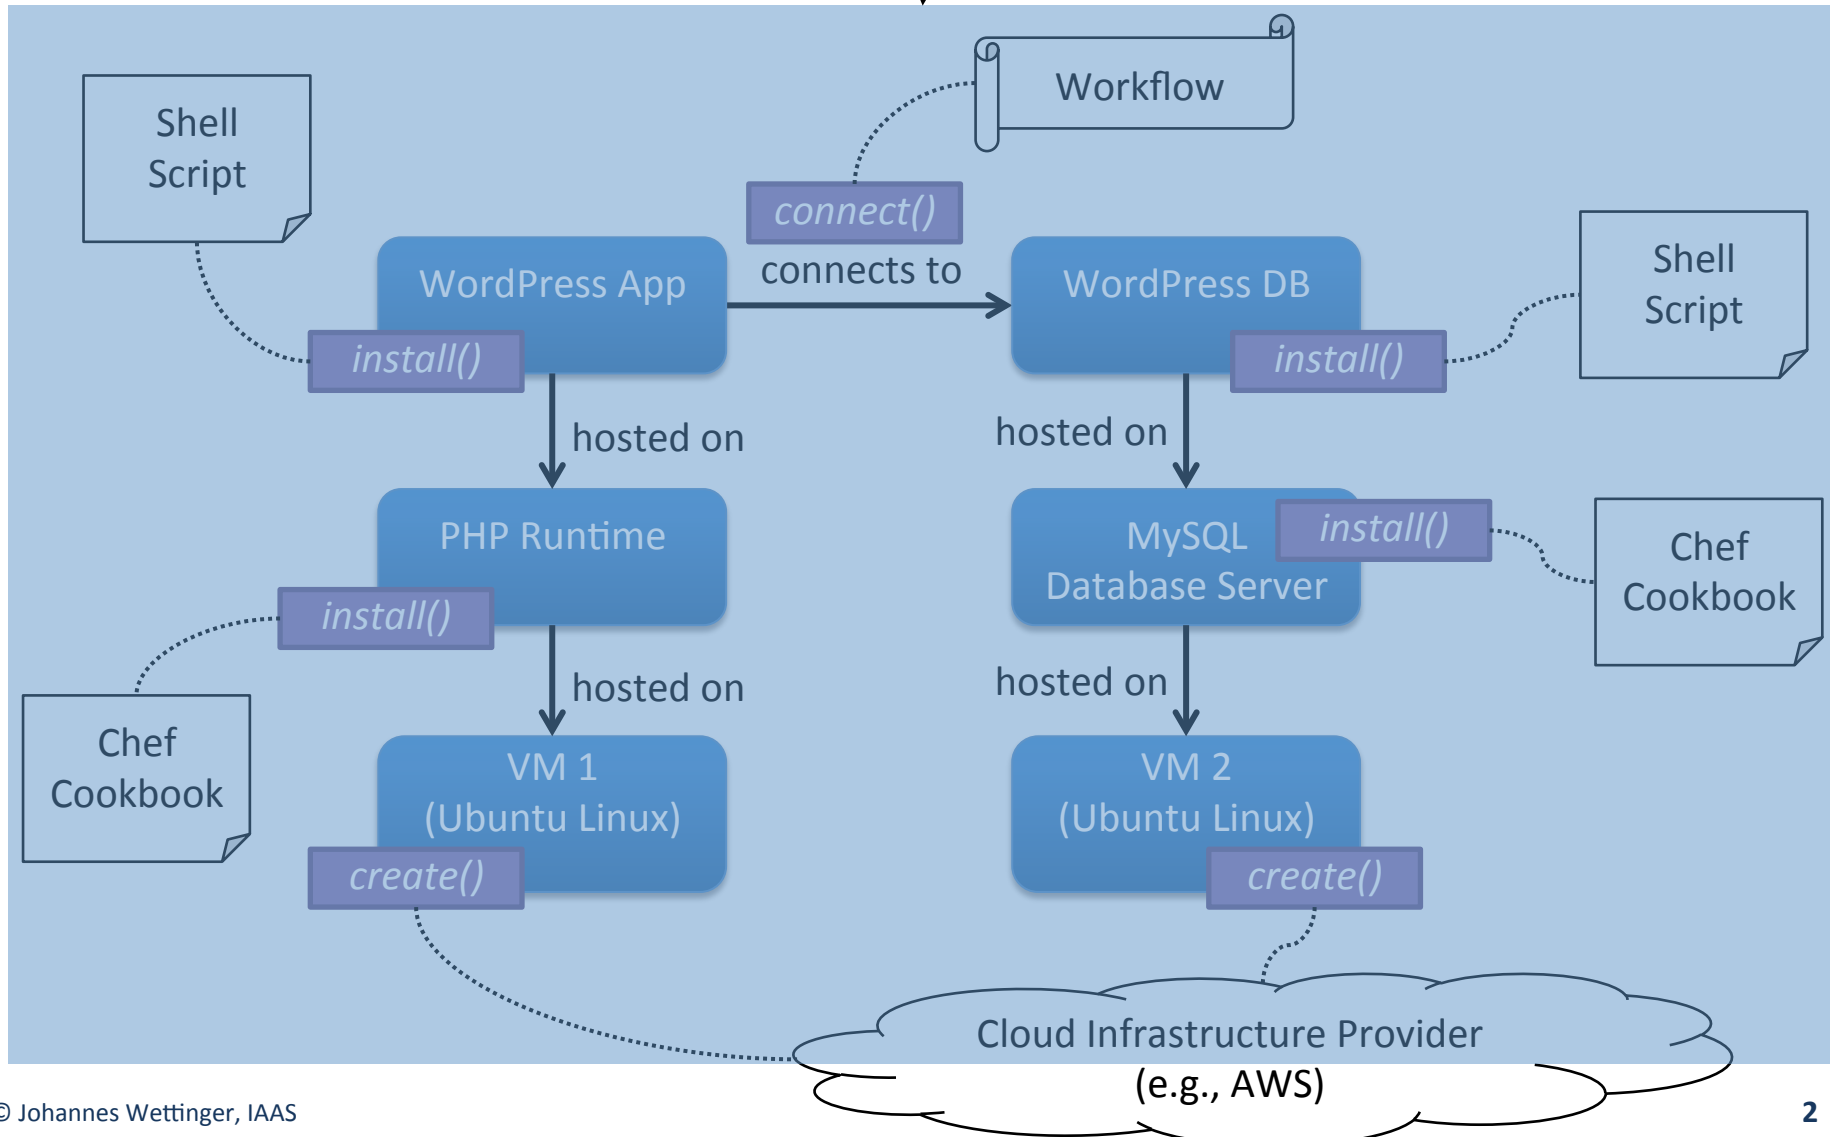 Workflow
Shell
Script
connect()
WordPress App
connects to
WordPress DB
Shell
Script
install()
install()
hosted on
hosted on
PHP Runtime
MySQL
Database Server
install()
Chef
Cookbook
install()
hosted on
hosted on
Chef
Cookbook
VM 1
(Ubuntu Linux)
VM 2
(Ubuntu Linux)
create()
create()
Cloud Infrastructure Provider
(e.g., AWS)
© Johannes Wettinger, IAAS
2